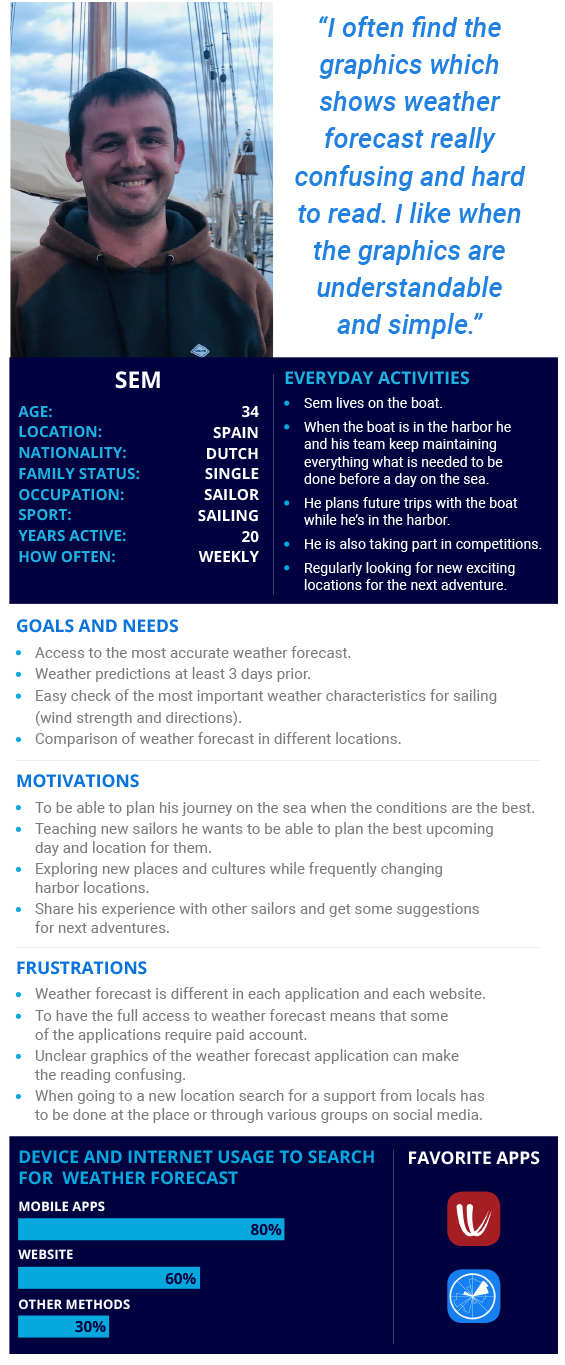 “I often find the
graphics which
shows weather
forecast really
confusing and hard
to read. I like when
the graphics are
understandable
and simple.”
SEM
AGE: 34
LOCATION: SPAIN
NATIONALITY: DUTCH
FAMILY STATUS: SINGLE
OCCUPATION: SAILOR
SPORT: SAILING
YEARS ACTIVE: 20
HOW OFTEN: WEEKLY
EVERYDAY ACTIVITIES
Sem lives on the boat.
When the boat is in the harbor he
and his team keep maintaining
everything what is needed to be
done before a day on the sea.
He plans future trips with the boat
while he’s in the harbor.
He is also taking part in competitions.
Regularly looking for new exciting
locations for the next adventure.
GOALS AND NEEDS
Access to the most accurate weather forecast.
Weather predictions at least 3 days prior.
Easy check of the most important weather characteristics for sailing
(wind strength and directions).
Comparison of weather forecast in different locations.
MOTIVATIONS
To be able to plan his journey on the sea when the conditions are the best.
Teaching new sailors he wants to be able to plan the best upcoming
day and location for them.
Exploring new places and cultures while frequently changing
harbor locations.
Share his experience with other sailors and get some suggestions
for next adventures.
FRUSTRATIONS
Weather forecast is different in each application and each website.
To have the full access to weather forecast means that some
of the applications require paid account.
Unclear graphics of the weather forecast application can make
the reading confusing.
When going to a new location search for a support from locals has
to be done at the place or through various groups on social media.
DEVICE AND INTERNET USAGE TO SEARCH
FOR WEATHER FORECAST
MOBILE APPS
80%
WEBSITE
60%
OTHER METHODS
30%
FAVORITE APPS